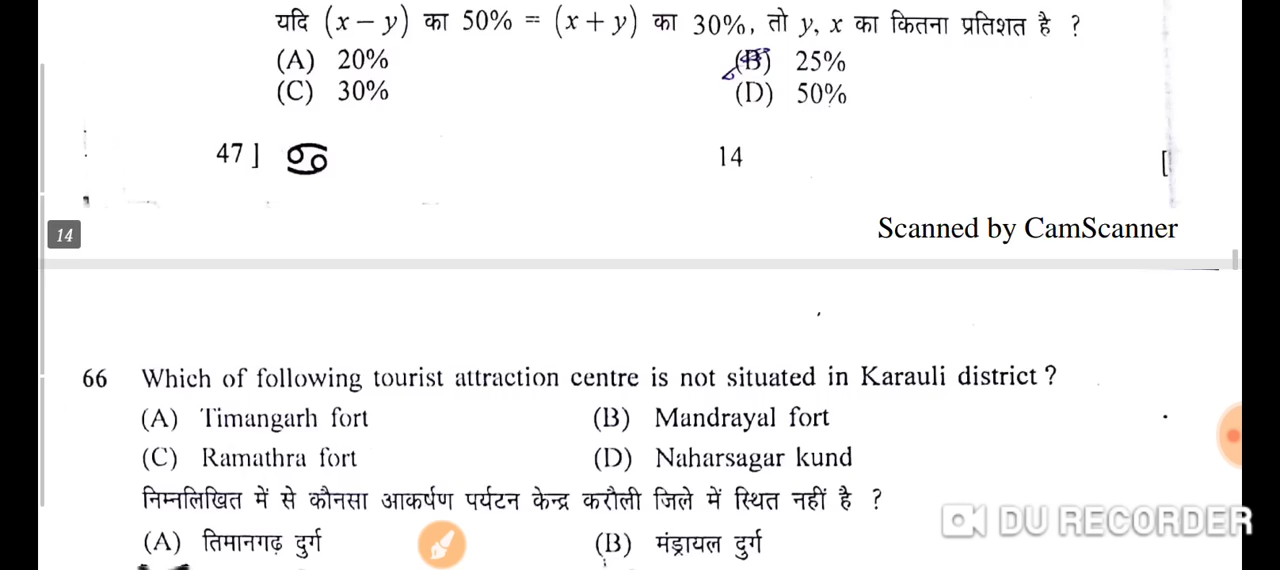 यदि (x − y) का 50% = (x + y) का 30%, तो y, x का कितना प्रतिशत है ?
(A) 20% (B) 25%
(C) 30% (D) 50%
47 ] ♋ 14 [
14
Scanned by CamScanner
66 Which of following tourist attraction centre is not situated in Karauli district ?
(A) Timangarh fort (B) Mandrayal fort
(C) Ramathra fort (D) Naharsagar kund
निम्नलिखित में से कौनसा आकर्षण पर्यटन केन्द्र करौली जिले में स्थित नहीं है ?
DU RECORDER
(A) तिमानगढ़ दुर्ग (B) मंड्रायल दुर्ग